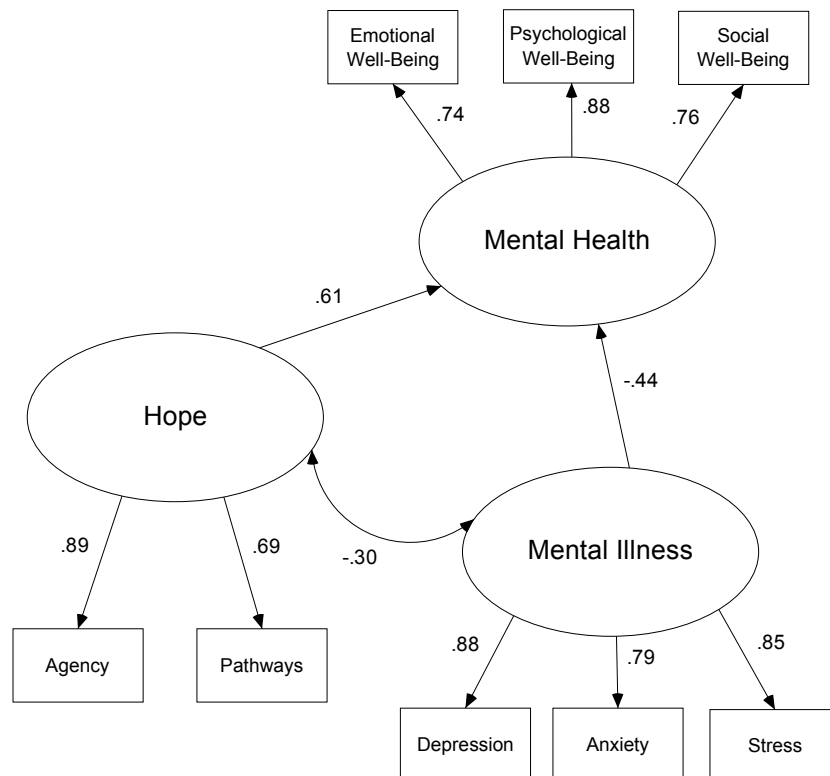 Emotional
Well-Being
Psychological
Well-Being
Social
Well-Being
.74
.88
.76
Mental Health
.61
-.44
Hope
-.30
Mental Illness
.89
.69
Agency
Pathways
.88
.79
.85
Depression
Anxiety
Stress